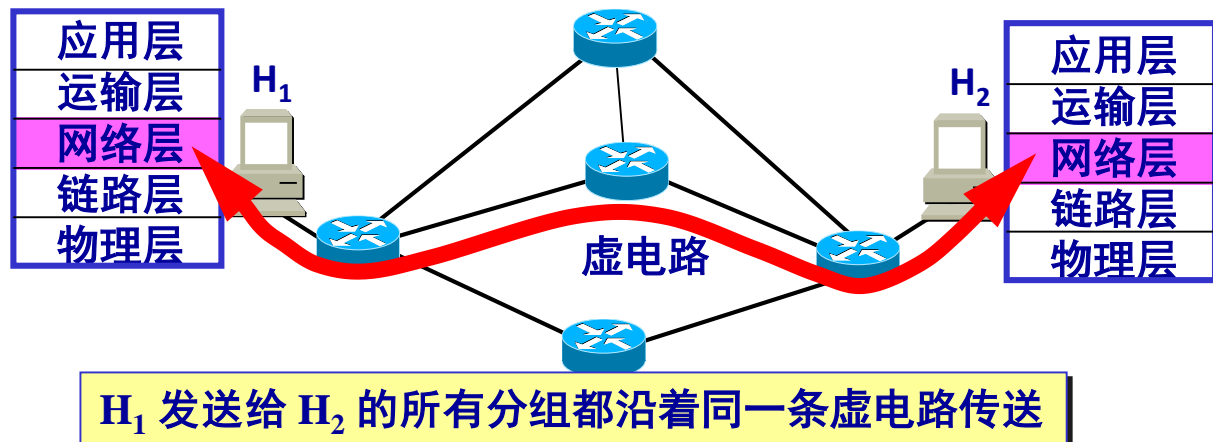 应用层
运输层
网络层
链路层
物理层
H₁
虚电路
H₂
应用层
运输层
网络层
链路层
物理层
H₁ 发送给 H₂ 的所有分组都沿着同一条虚电路传送